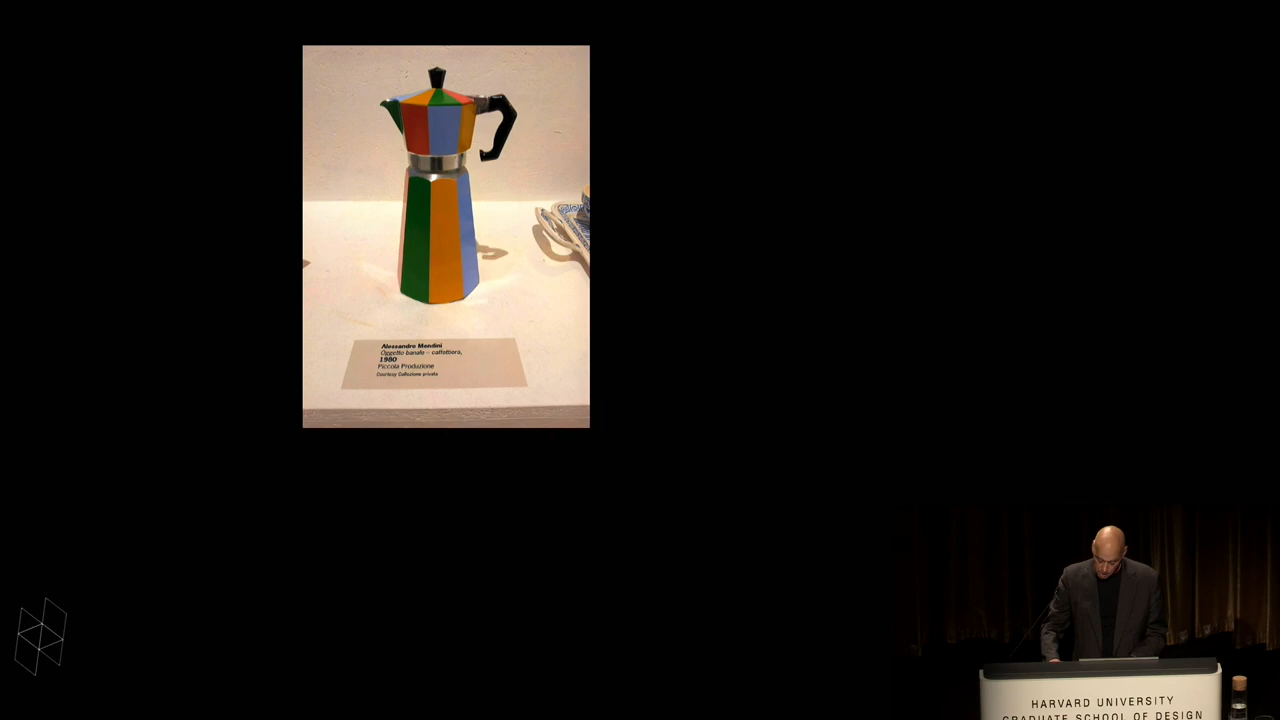 Alessandro Mendini
Oggetto banale – caffettiera,
1980
Piccola Produzione
Courtesy Collezione privata
HARVARD UNIVERSITY
GRADUATE SCHOOL OF DESIGN